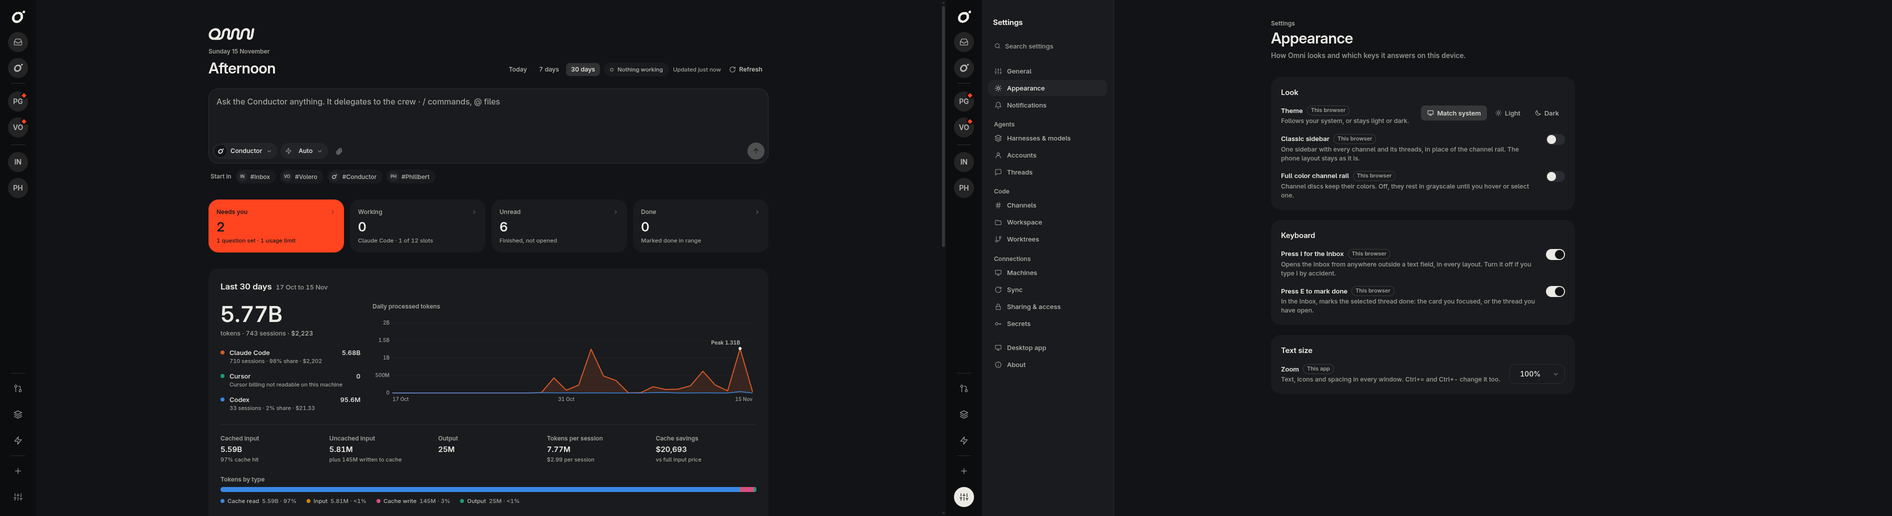 omni
Sunday 15 November
Afternoon
Today
7 days
30 days
Nothing working
Updated just now
Refresh
Ask the Conductor anything. It delegates to the crew · / commands, @ files
Conductor
Auto
Start in
IN #Inbox
VO #Volero
#Conductor
PH #Philibert
PG
VO
IN
PH
Needs you
2
1 question set · 1 usage limit
Working
0
Claude Code · 1 of 12 slots
Unread
6
Finished, not opened
Done
0
Marked done in range
Last 30 days 17 Oct to 15 Nov
5.77B
tokens · 743 sessions · $2,223
Claude Code 5.68B
710 sessions · 98% share · $2,202
Cursor 0
Cursor billing not readable on this machine
Codex 95.6M
33 sessions · 2% share · $21.33
Daily processed tokens
2B
1.5B
1B
500M
0
Peak 1.31B
17 Oct
31 Oct
15 Nov
Cached input
5.59B
97% cache hit
Uncached input
5.81M
plus 145M written to cache
Output
25M
Tokens per session
7.77M
$2.99 per session
Cache savings
$20,693
vs full input price
Tokens by type
Cache read 5.59B · 97%
Input 5.81M · <1%
Cache write 145M · 3%
Output 25M · <1%
PG
VO
IN
PH
Settings
Search settings
General
Appearance
Notifications
Agents
Harnesses & models
Accounts
Threads
Code
Channels
Workspace
Worktrees
Connections
Machines
Sync
Sharing & access
Secrets
Desktop app
About
Settings
Appearance
How Omni looks and which keys it answers on this device.
Look
Theme This browser
Follows your system, or stays light or dark.
Match system
Light
Dark
Classic sidebar This browser
One sidebar with every channel and its threads, in place of the channel rail. The
phone layout stays as it is.
Full color channel rail This browser
Channel discs keep their colors. Off, they rest in grayscale until you hover or select
one.
Keyboard
Press I for the Inbox This browser
Opens the Inbox from anywhere outside a text field, in every layout. Turn it off if you
type I by accident.
Press E to mark done This browser
In the Inbox, marks the selected thread done: the card you focused, or the thread you
have open.
Text size
Zoom This app
Text, icons and spacing in every window. Ctrl+= and Ctrl+- change it too.
100%